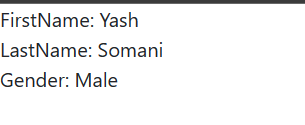 FirstName: Yash
LastName: Somani
Gender: Male